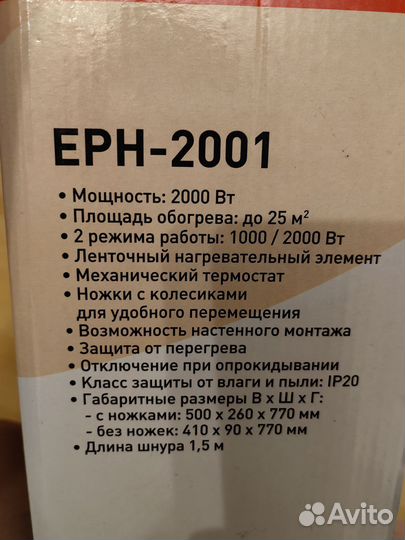 EPH-2001
• Мощность: 2000 Вт
• Площадь обогрева: до 25 м²
• 2 режима работы: 1000 / 2000 Вт
• Ленточный нагревательный элемент
• Механический термостат
• Ножки с колесиками
для удобного перемещения
• Возможность настенного монтажа
• Защита от перегрева
• Отключение при опрокидывании
• Класс защиты от влаги и пыли: IP20
• Габаритные размеры В х Ш х Г:
- с ножками: 500 х 260 х 770 мм
- без ножек: 410 х 90 х 770 мм
• Длина шнура 1,5 м
Avito